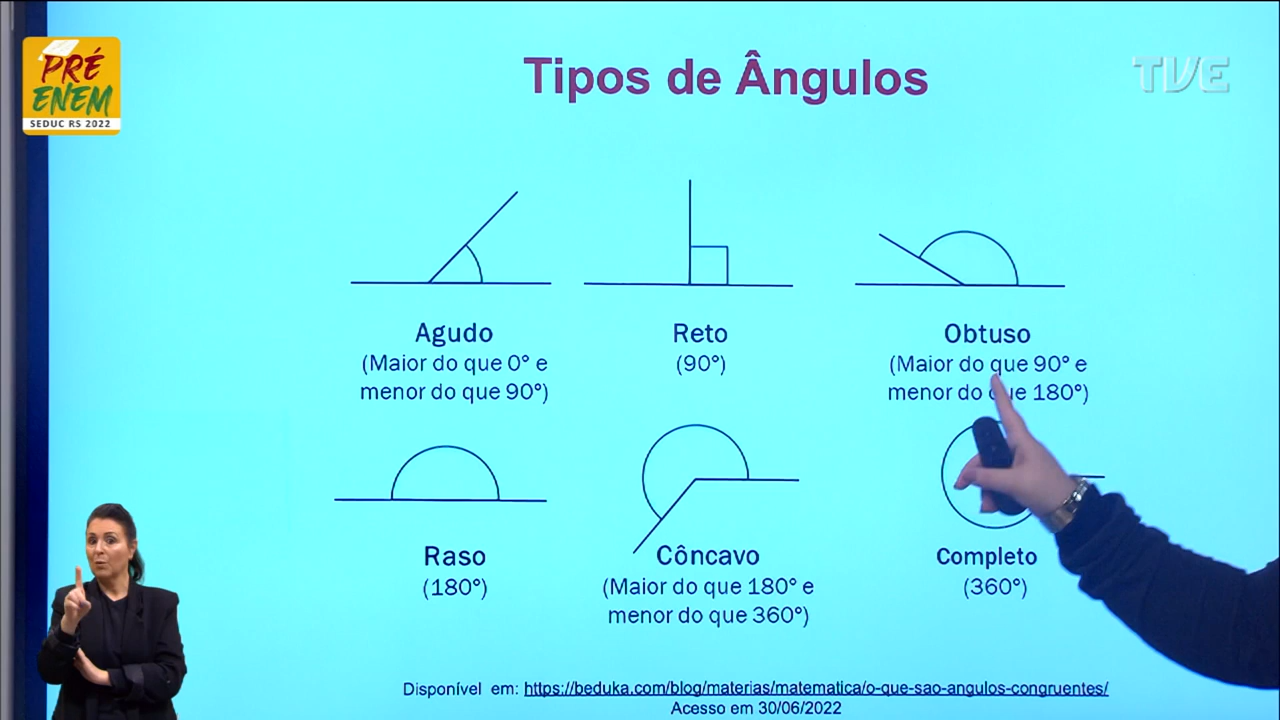 PRÉ
ENEM
SEDUC RS 2022
Tipos de Ângulos
TVE
Agudo
(Maior do que 0° e
menor do que 90°)
Reto
(90°)
Obtuso
(Maior do que 90° e
menor do que 180°)
Raso
(180°)
Côncavo
(Maior do que 180° e
menor do que 360°)
Completo
(360°)
Disponível em: https://beduka.com/blog/materias/matematica/o-que-sao-angulos-congruentes/
Acesso em 30/06/2022